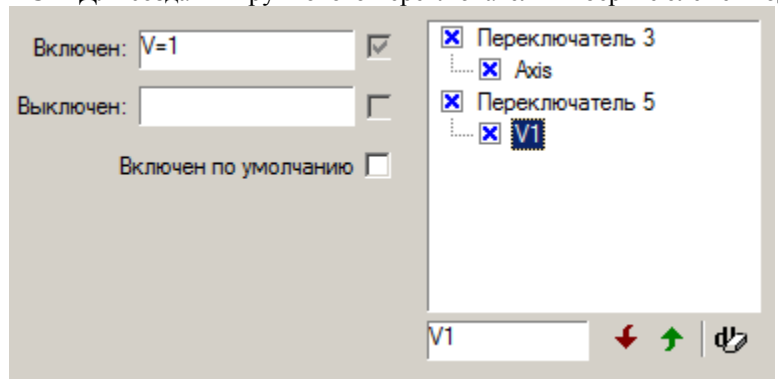 Включен: V=1
Выключен:
Включен по умолчанию
Переключатель 3
Axis
Переключатель 5
V1
V1